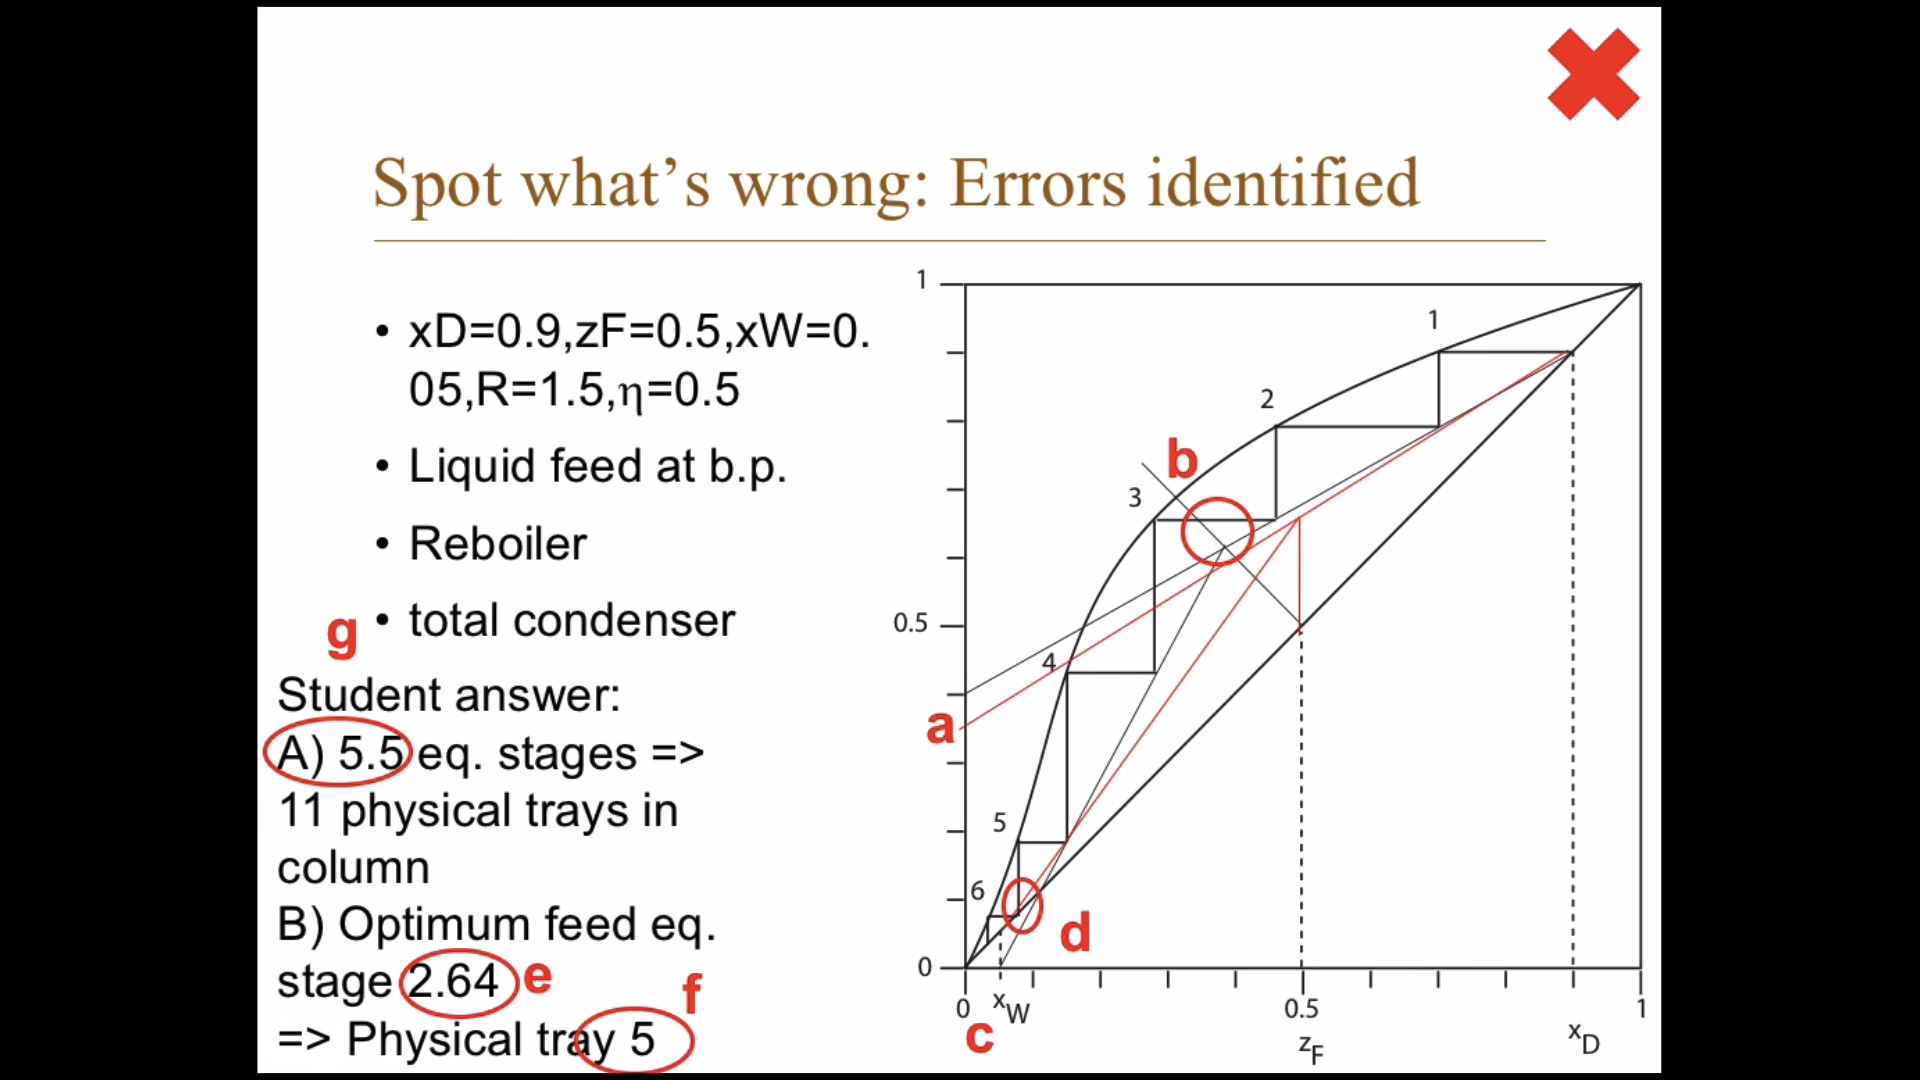 Spot what’s wrong: Errors identified
• xD=0.9,zF=0.5,xW=0.
05,R=1.5,η=0.5
• Liquid feed at b.p.
• Reboiler
g • total condenser
Student answer:
A) 5.5 eq. stages =>
11 physical trays in
column
B) Optimum feed eq.
stage 2.64 e
f
=> Physical tray 5
1
1
2
b
3
0.5
4
a
5
6
d
0
0 xW 0.5 1
c
zF
xD